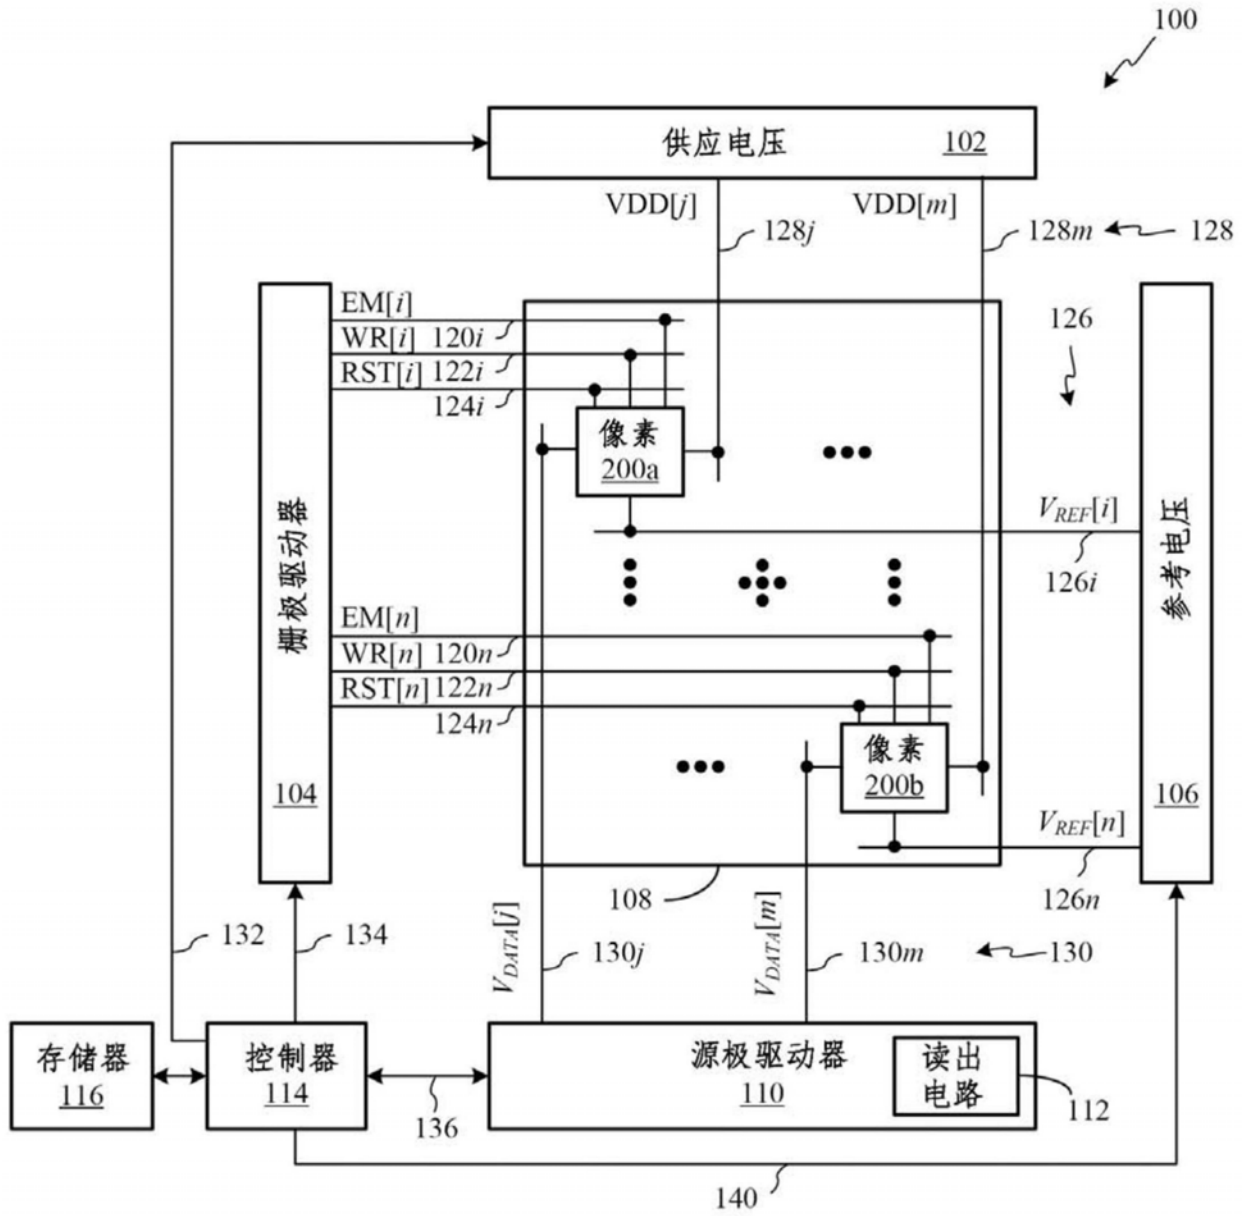 100
供应电压 102
VDD[j] VDD[m]
128j 128m 128
EM[i]
WR[i] 120i
RST[i] 122i
124i
126
像素
200a
V_REF[i]
126i
栅极驱动器
104
参考电压
106
EM[n]
WR[n] 120n
RST[n] 122n
124n
像素
200b
V_REF[n]
126n
108
V_DATA[j]
V_DATA[m]
132 134 130j 130m 130
存储器
116
控制器
114
136
源极驱动器
110
读出
电路
112
140